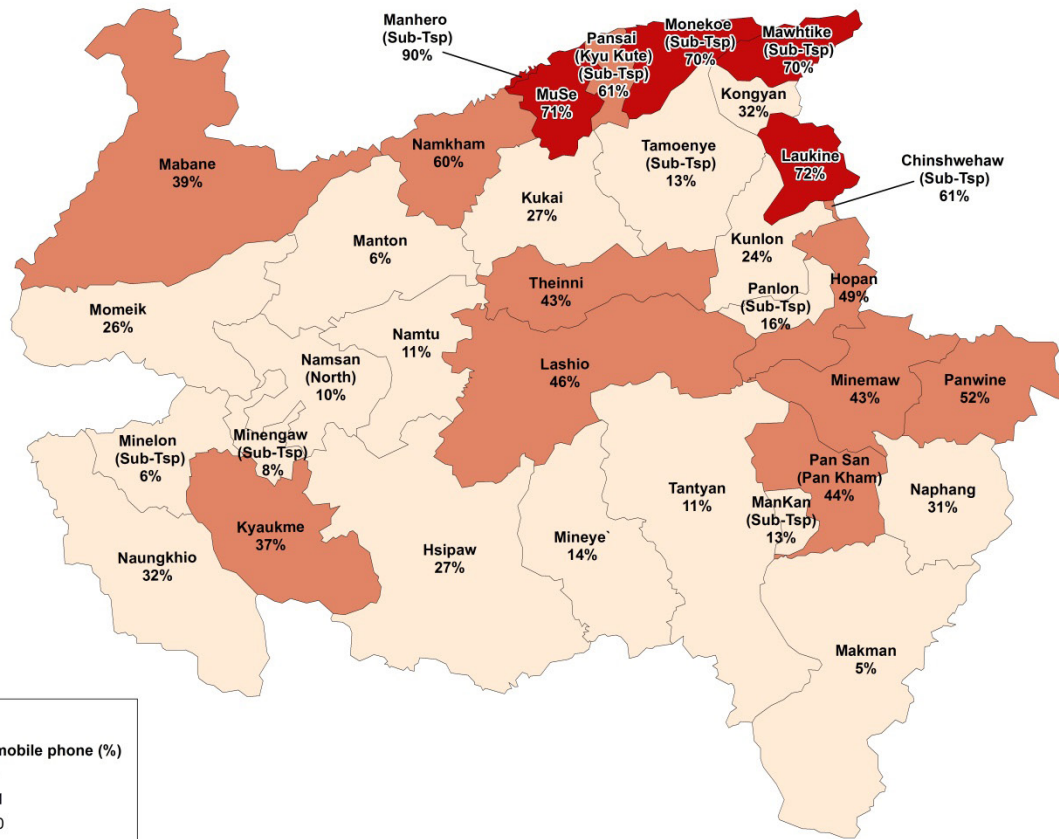 Manhero
(Sub-Tsp)
90%
Pansai
(Kyu Kute)
(Sub-Tsp)
61%
Monekoe
(Sub-Tsp)
70%
Mawhtike
(Sub-Tsp)
70%
MuSe
71%
Kongyan
32%
Namkham
60%
Tamoenye
(Sub-Tsp)
13%
Laukine
72%
Chinshwehaw
(Sub-Tsp)
61%
Mabane
39%
Kukai
27%
Manton
6%
Kunlon
24%
Theinni
43%
Panlon
(Sub-Tsp)
16%
Hopan
49%
Momeik
26%
Namtu
11%
Namsan
(North)
10%
Lashio
46%
Minemaw
43%
Panwine
52%
Minelon
(Sub-Tsp)
6%
Minengaw
(Sub-Tsp)
8%
Pan San
(Pan Kham)
44%
Tantyan
11%
ManKan
(Sub-Tsp)
13%
Naphang
31%
Kyaukme
37%
Naungkhio
32%
Hsipaw
27%
Mineye`
14%
Makman
5%
mobile phone (%)